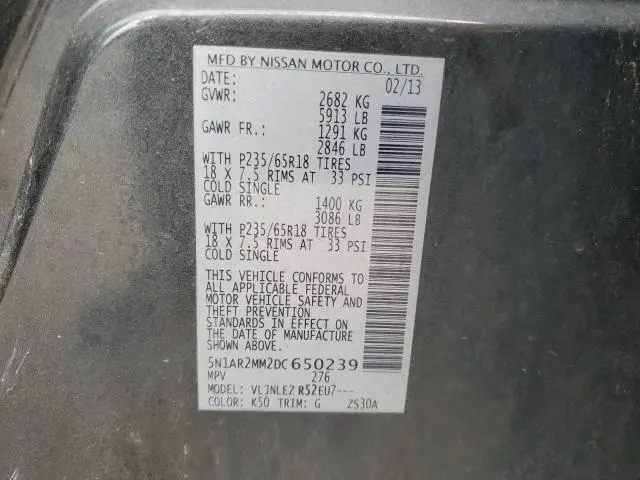 MFD BY NISSAN MOTOR CO., LTD.
DATE: 02/13
GVWR: 2682 KG
5913 LB
GAWR FR.: 1291 KG
2846 LB
WITH P235/65R18 TIRES
18 X 7.5 RIMS AT 33 PSI
COLD SINGLE
GAWR RR.: 1400 KG
3086 LB
WITH P235/65R18 TIRES
18 X 7.5 RIMS AT 33 PSI
COLD SINGLE
THIS VEHICLE CONFORMS TO
ALL APPLICABLE FEDERAL
MOTOR VEHICLE SAFETY AND
THEFT PREVENTION
STANDARDS IN EFFECT ON
THE DATE OF MANUFACTURE
SHOWN ABOVE.
5N1AR2MM2DC650239
MPV 276
MODEL: VLJNLEZ R52EU7---
COLOR: K50 TRIM: G ZS30A